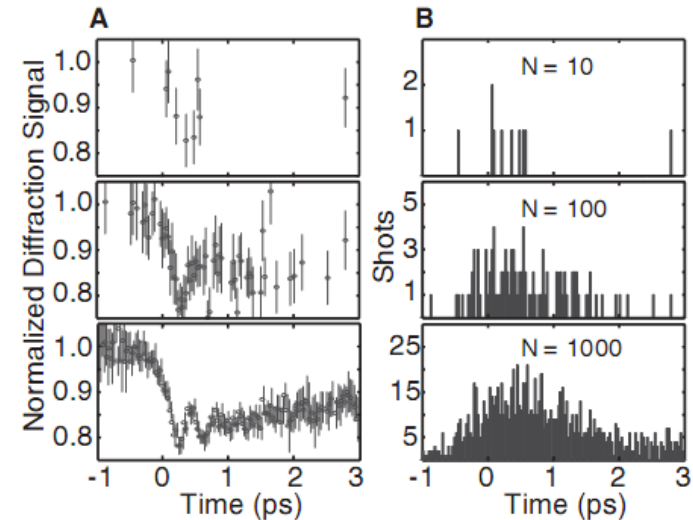 A
B
Normalized Diffraction Signal
1.0
0.9
0.8
1.0
0.9
0.8
1.0
0.9
0.8
-1 0 1 2 3
Time (ps)
Shots
N = 10
2
1
N = 100
5
3
1
N = 1000
25
15
5
-1 0 1 2 3
Time (ps)